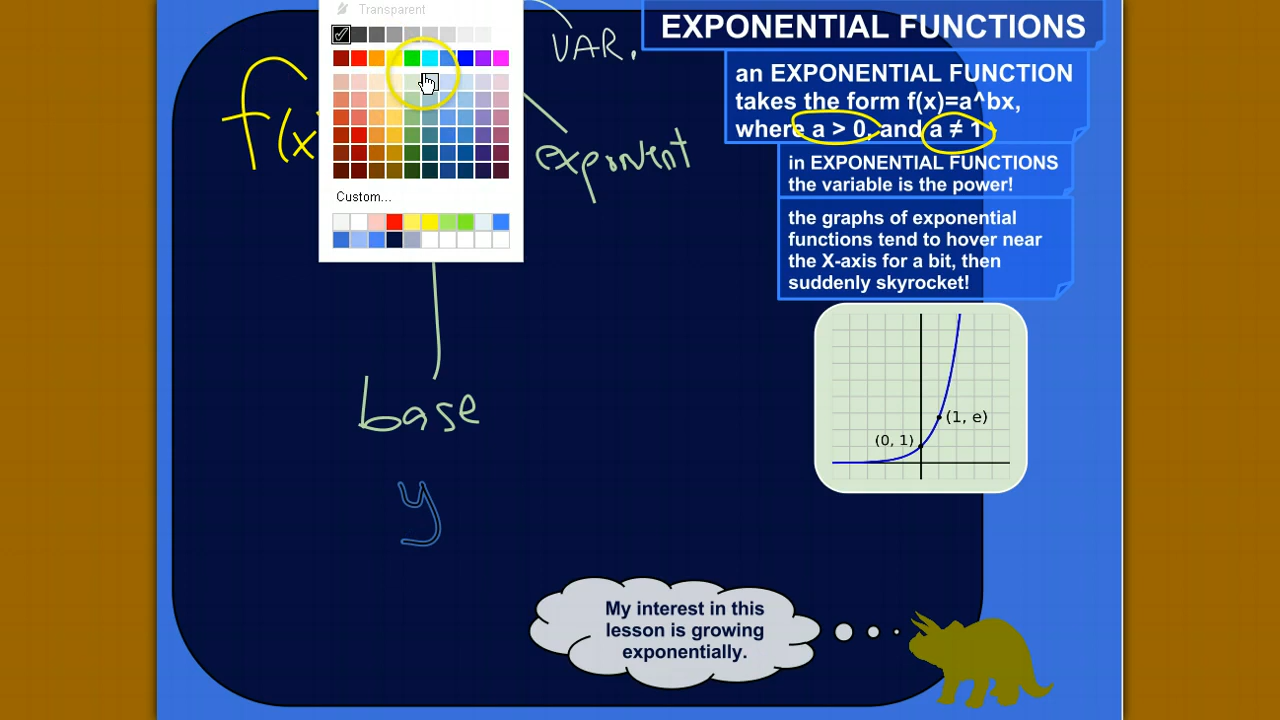 Transparent
Custom...
f(x
VAR.
exponent
base
y
EXPONENTIAL FUNCTIONS
an EXPONENTIAL FUNCTION
takes the form f(x)=a^bx,
where a > 0, and a ≠ 1
in EXPONENTIAL FUNCTIONS
the variable is the power!
the graphs of exponential
functions tend to hover near
the X-axis for a bit, then
suddenly skyrocket!
(1, e)
(0, 1)
My interest in this
lesson is growing
exponentially.